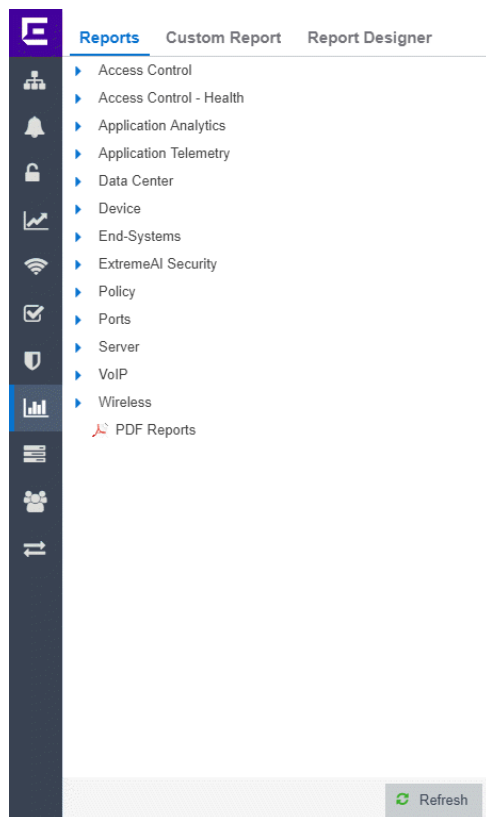 Reports Custom Report Report Designer
Access Control
Access Control - Health
Application Analytics
Application Telemetry
Data Center
Device
End-Systems
ExtremeAI Security
Policy
Ports
Server
VoIP
Wireless
PDF Reports
Refresh